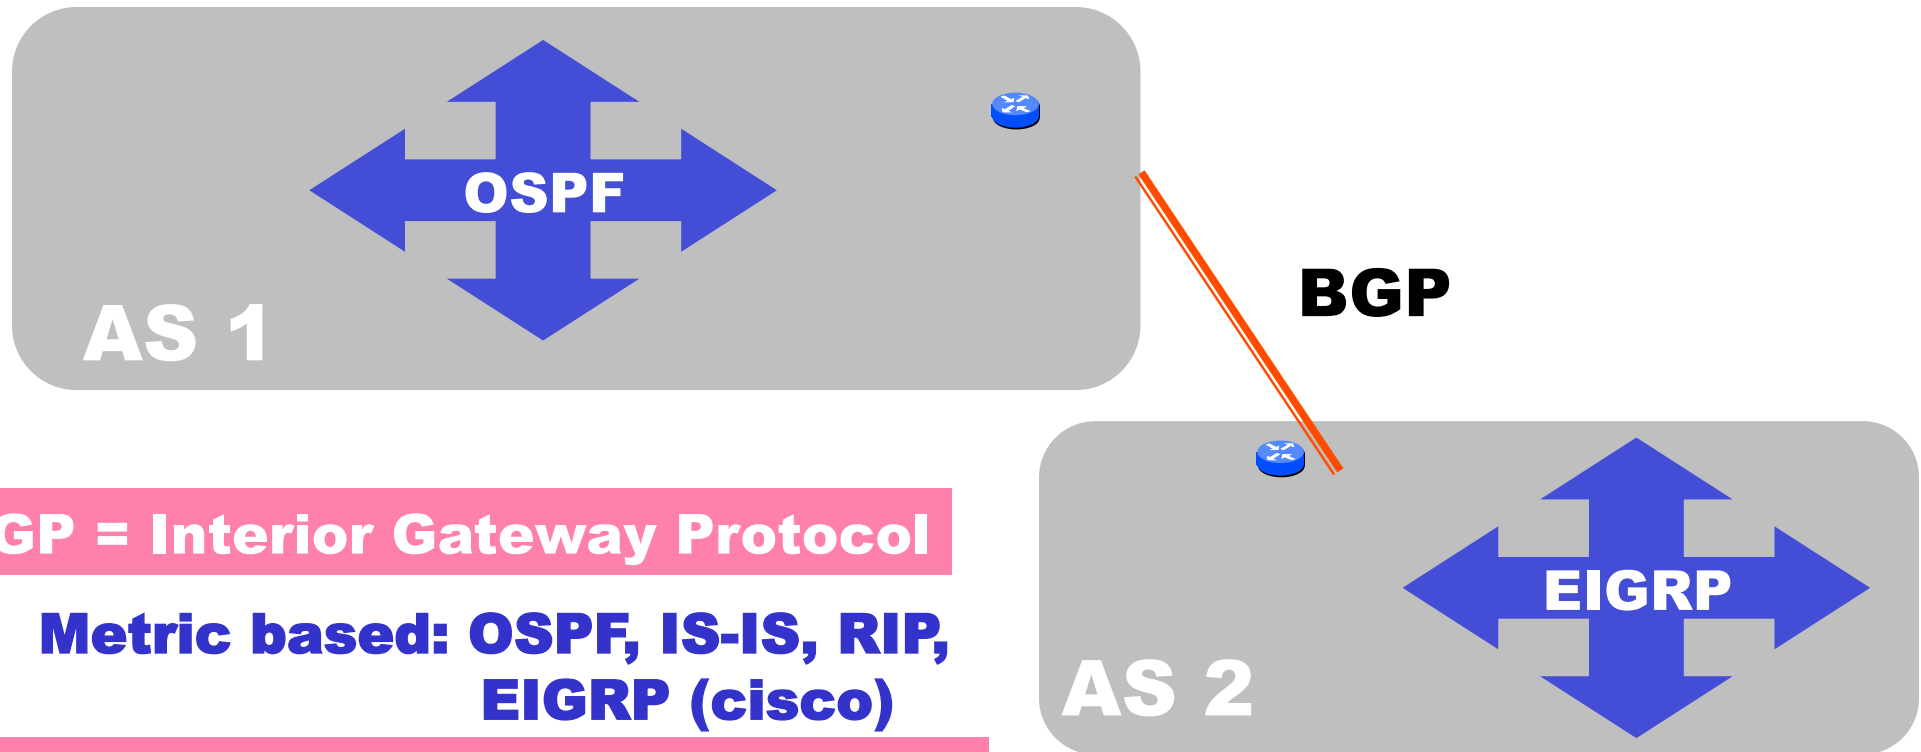 OSPF
AS 1
BGP
GP = Interior Gateway Protocol
Metric based: OSPF, IS-IS, RIP,
EIGRP (cisco)
EIGRP
AS 2